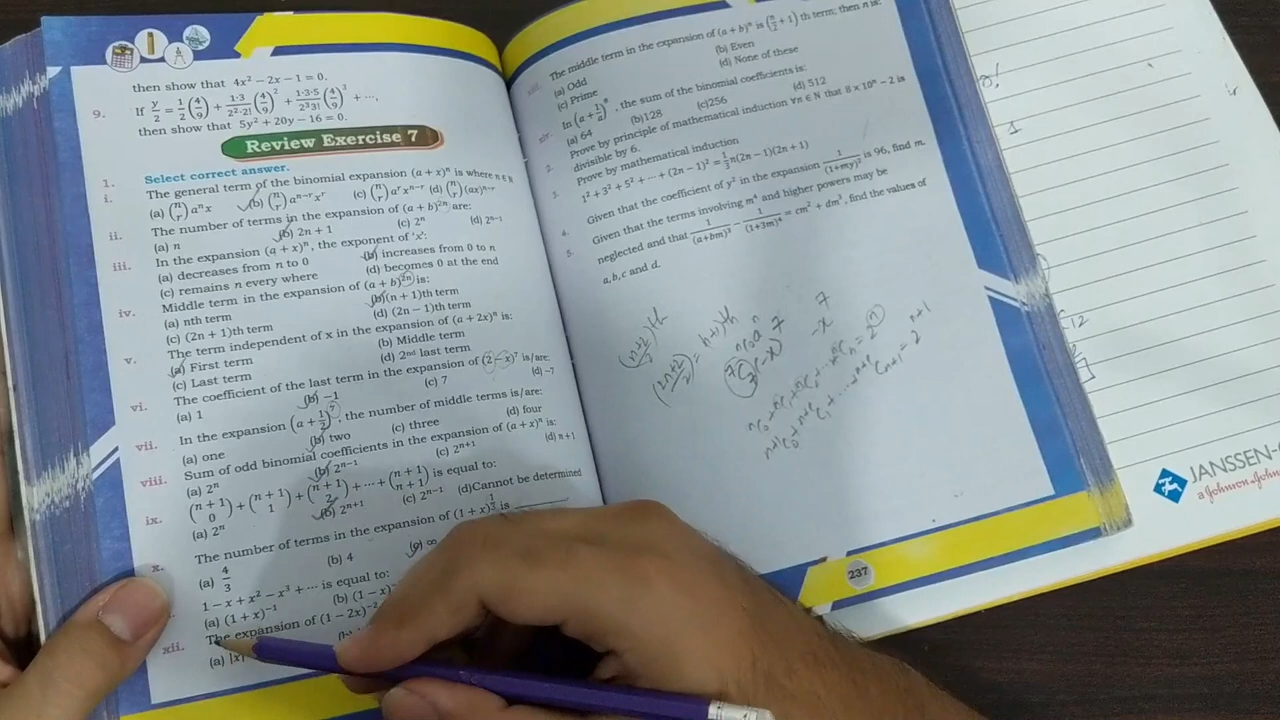 then show that 4x² − 2x − 1 = 0.
9. If y/2 = 1/2(4/9) + 1·3/2²·2!(4/9)² + 1·3·5/2³3!(4/9)³ + ⋯,
then show that 5y² + 20y − 16 = 0.
Review Exercise 7
1. Select correct answer.
i. The general term of the binomial expansion (a + x)ⁿ is where n ∈ N
(a) (n r) aⁿx (b) (n r) aⁿ⁻ʳxʳ (c) (n r) aʳxⁿ⁻ʳ (d) (n r) (ax)ⁿ⁻ʳ
ii. The number of terms in the expansion of (a + b)²ⁿ are:
(a) n (b) 2n + 1 (c) 2ⁿ (d) 2ⁿ⁻¹
iii. In the expansion (a + x)ⁿ, the exponent of 'x':
(a) decreases from n to 0 (b) increases from 0 to n
(c) remains n every where (d) becomes 0 at the end
iv. Middle term in the expansion of (a + b)²ⁿ is:
(a) nth term (b) (n + 1)th term
(c) (2n + 1)th term (d) (2n − 1)th term
v. The term independent of x in the expansion of (a + 2x)ⁿ is:
(a) First term (b) Middle term
(c) Last term (d) 2nd last term
vi. The coefficient of the last term in the expansion of (2 − x)⁷ is/are:
(a) 1 (b) −1 (c) 7 (d) −7
vii. In the expansion (a + 1/2)⁷, the number of middle terms is/are:
(a) one (b) two (c) three (d) four
viii. Sum of odd binomial coefficients in the expansion of (a + x)ⁿ is:
(a) 2ⁿ (b) 2ⁿ⁻¹ (c) 2ⁿ⁺¹ (d) n+1
ix. (n + 1 0) + (n + 1 1) + (n + 1 2) + ⋯ + (n + 1 n + 1) is equal to:
(a) 2ⁿ (b) 2ⁿ⁺¹ (c) 2ⁿ⁻¹ (d)Cannot be determined
x. The number of terms in the expansion of (1 + x)^(1/3) is
(a) 4/3 (b) 4 (c) ∞
1 − x + x² − x³ + ⋯ is equal to:
(a) (1 + x)⁻¹ (b) (1 − x)
xii. The expansion of (1 − 2x)⁻²
(a) |x|
The middle term in the expansion of (a + b)ⁿ is (n/2 + 1) th term; then n is:
(a) Odd (b) Even
(c) Prime (d) None of these
xiv. In (a + 1/a)⁸, the sum of the binomial coefficients is:
(a) 64 (b)128 (c)256 (d) 512
2. Prove by principle of mathematical induction ∀n ∈ N that 8 × 10ⁿ − 2 is
divisible by 6.
3. Prove by mathematical induction
1² + 3² + 5² + ⋯ + (2n − 1)² = 1/3 n(2n − 1)(2n + 1)
4. Given that the coefficient of y² in the expansion 1/(1+my)² is 96, find m.
5. Given that the terms involving m⁴ and higher powers may be
neglected and that 1/(a+bm)³ − 1/(1+3m)⁴ = cm² + dm³, find the values of
a, b, c and d.
237
JANSSEN-
a Johnson